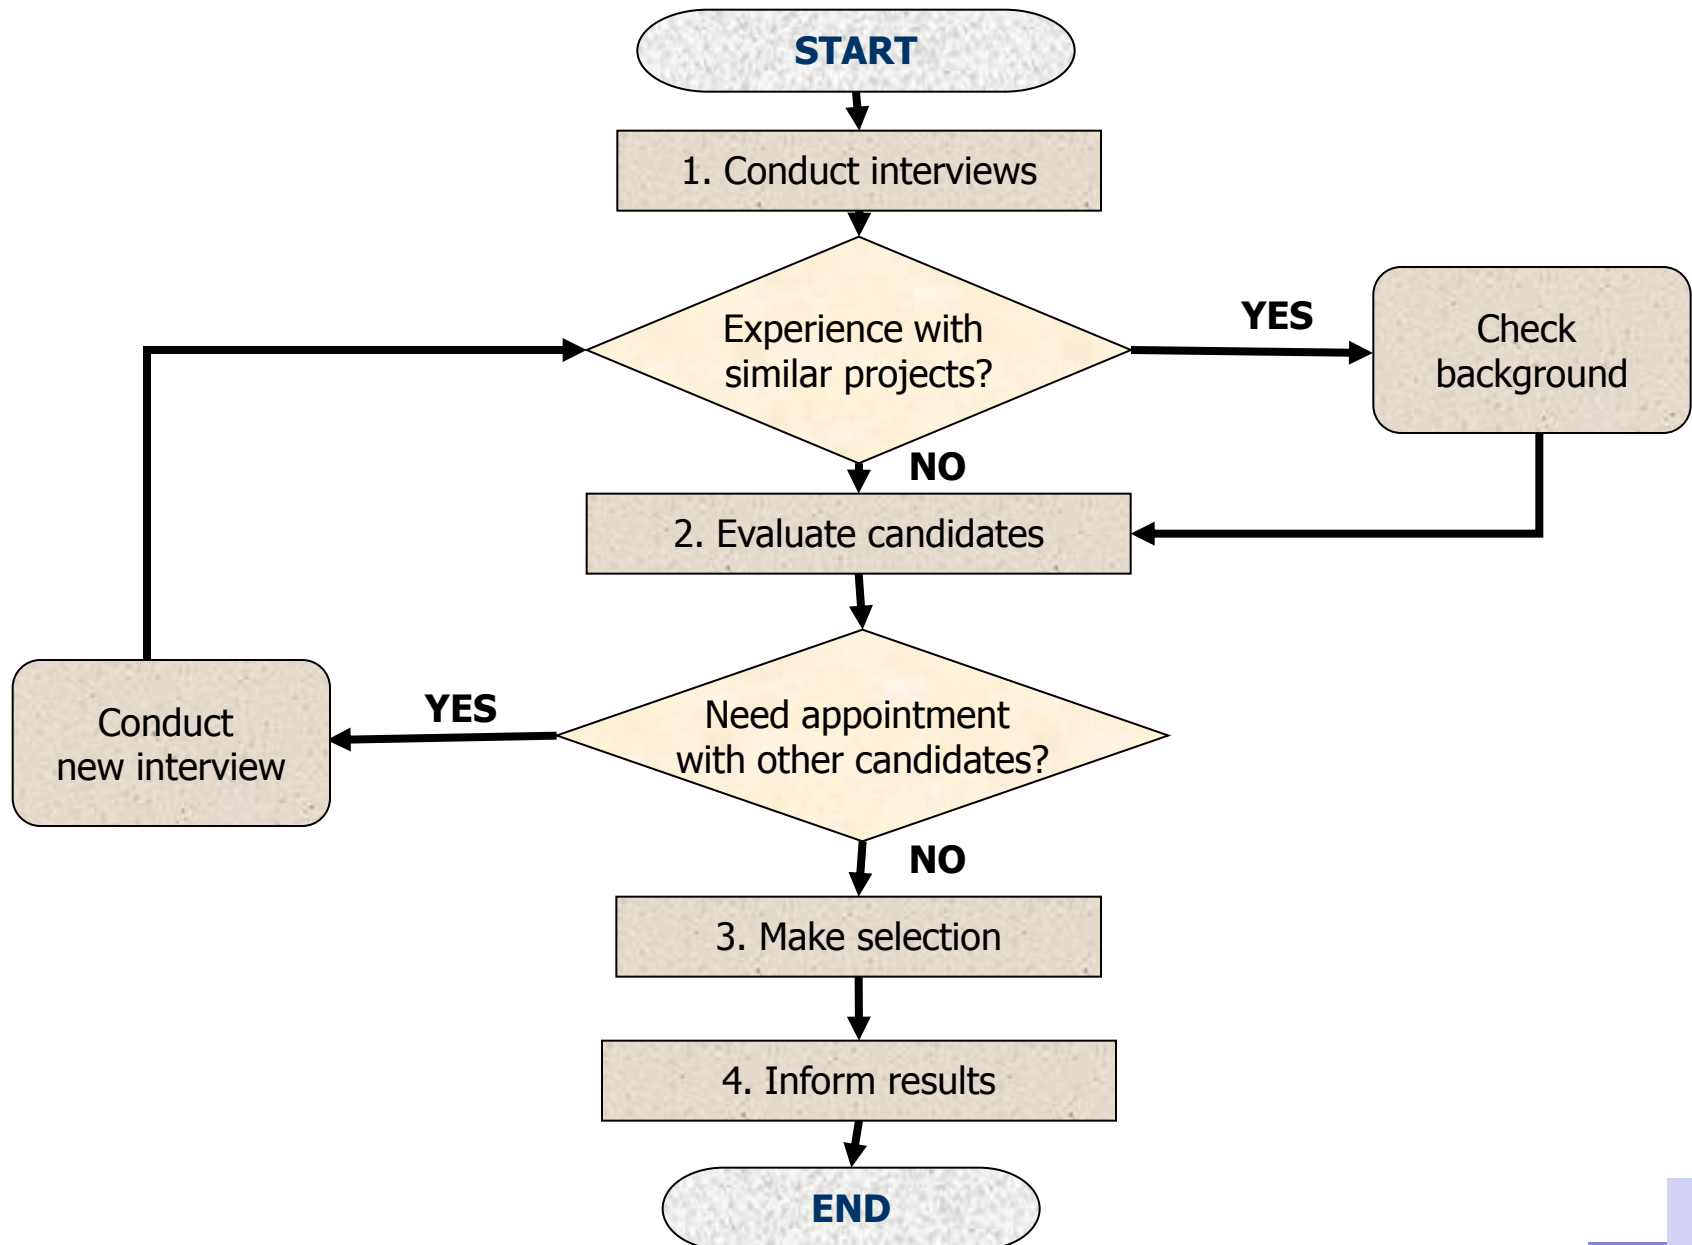 START
1. Conduct interviews
Experience with
similar projects?
YES
Check
background
NO
2. Evaluate candidates
Need appointment
with other candidates?
YES
Conduct
new interview
NO
3. Make selection
4. Inform results
END